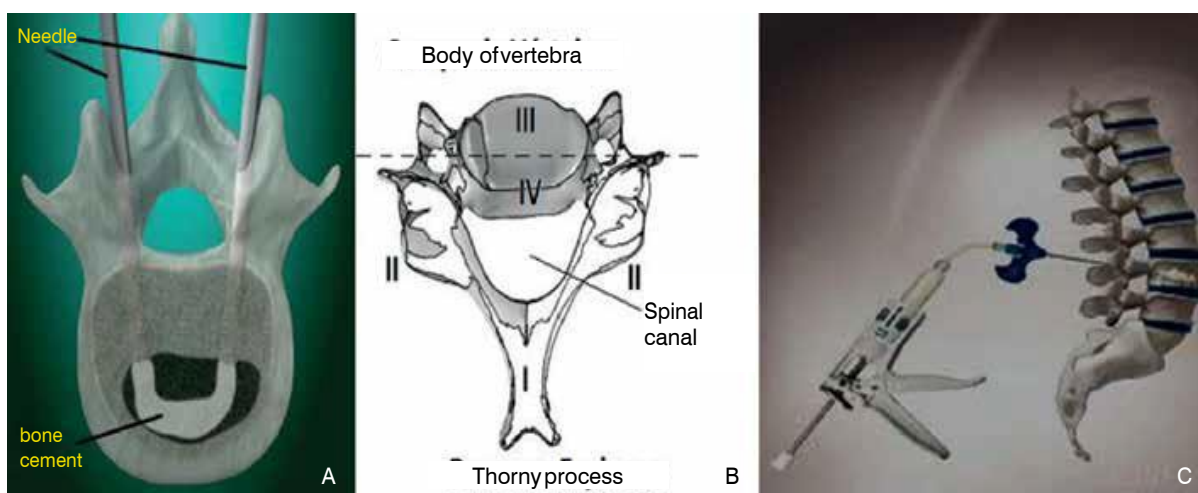 Needle
bone
cement
A
Body of vertebra
III
IV
II
II
Spinal
canal
I
Thorny process
B
C